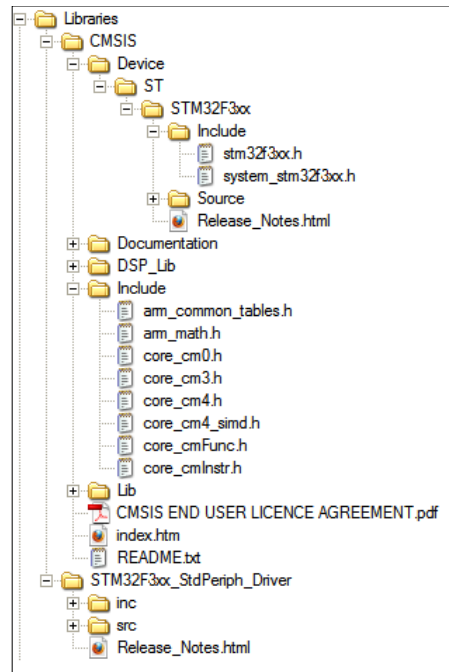 Libraries
CMSIS
Device
ST
STM32F3xx
Include
stm32f3xx.h
system_stm32f3xx.h
Source
Release_Notes.html
Documentation
DSP_Lib
Include
arm_common_tables.h
arm_math.h
core_cm0.h
core_cm3.h
core_cm4.h
core_cm4_simd.h
core_cmFunc.h
core_cmInstr.h
Lib
CMSIS END USER LICENCE AGREEMENT.pdf
index.htm
README.txt
STM32F3xx_StdPeriph_Driver
inc
src
Release_Notes.html